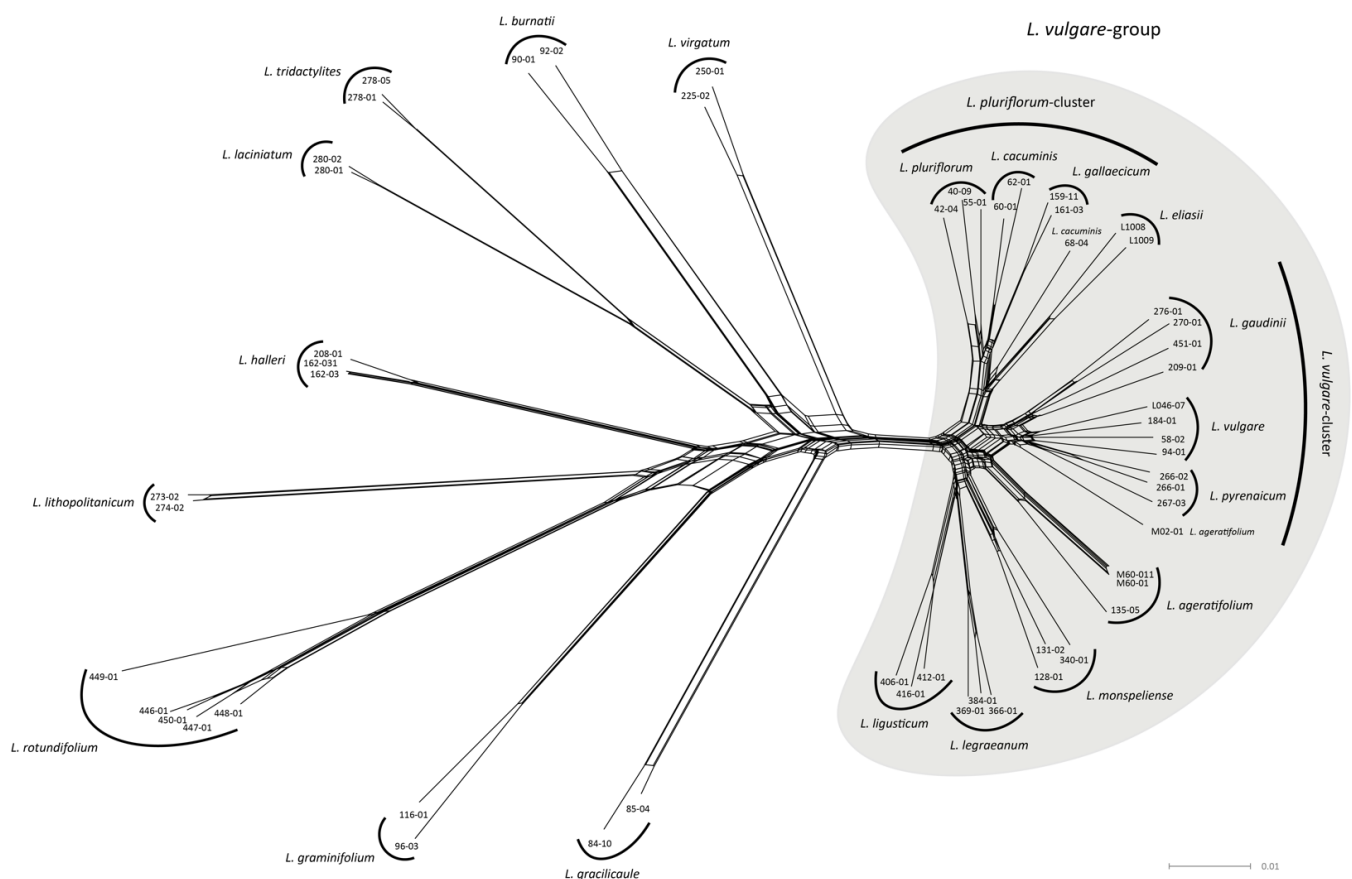 L. vulgare-group
L. burnatii
92-02
90-01
L. virgatum
250-01
225-02
L. tridactylites
278-05
278-01
L. laciniatum
280-02
280-01
L. halleri
208-01
162-031
162-03
L. lithopolitanicum
273-02
274-02
449-01
446-01
450-01
447-01
448-01
L. rotundifolium
116-01
96-03
L. graminifolium
85-04
84-10
L. gracilicaule
L. pluriflorum-cluster
L. pluriflorum
40-09
42-04
55-01
L. cacuminis
62-01
60-01
L. gallaecicum
159-11
161-03
L. cacuminis
68-04
L. eliasii
L1008
L1009
276-01
270-01
451-01
209-01
L. gaudinii
L. vulgare-cluster
L046-07
184-01
58-02
94-01
L. vulgare
266-02
266-01
267-03
L. pyrenaicum
M02-01 L. ageratifolium
M60-011
M60-01
135-05
L. ageratifolium
131-02
340-01
128-01
L. monspeliense
384-01
369-01 366-01
L. legraeanum
406-01
412-01
416-01
L. ligusticum
0.01